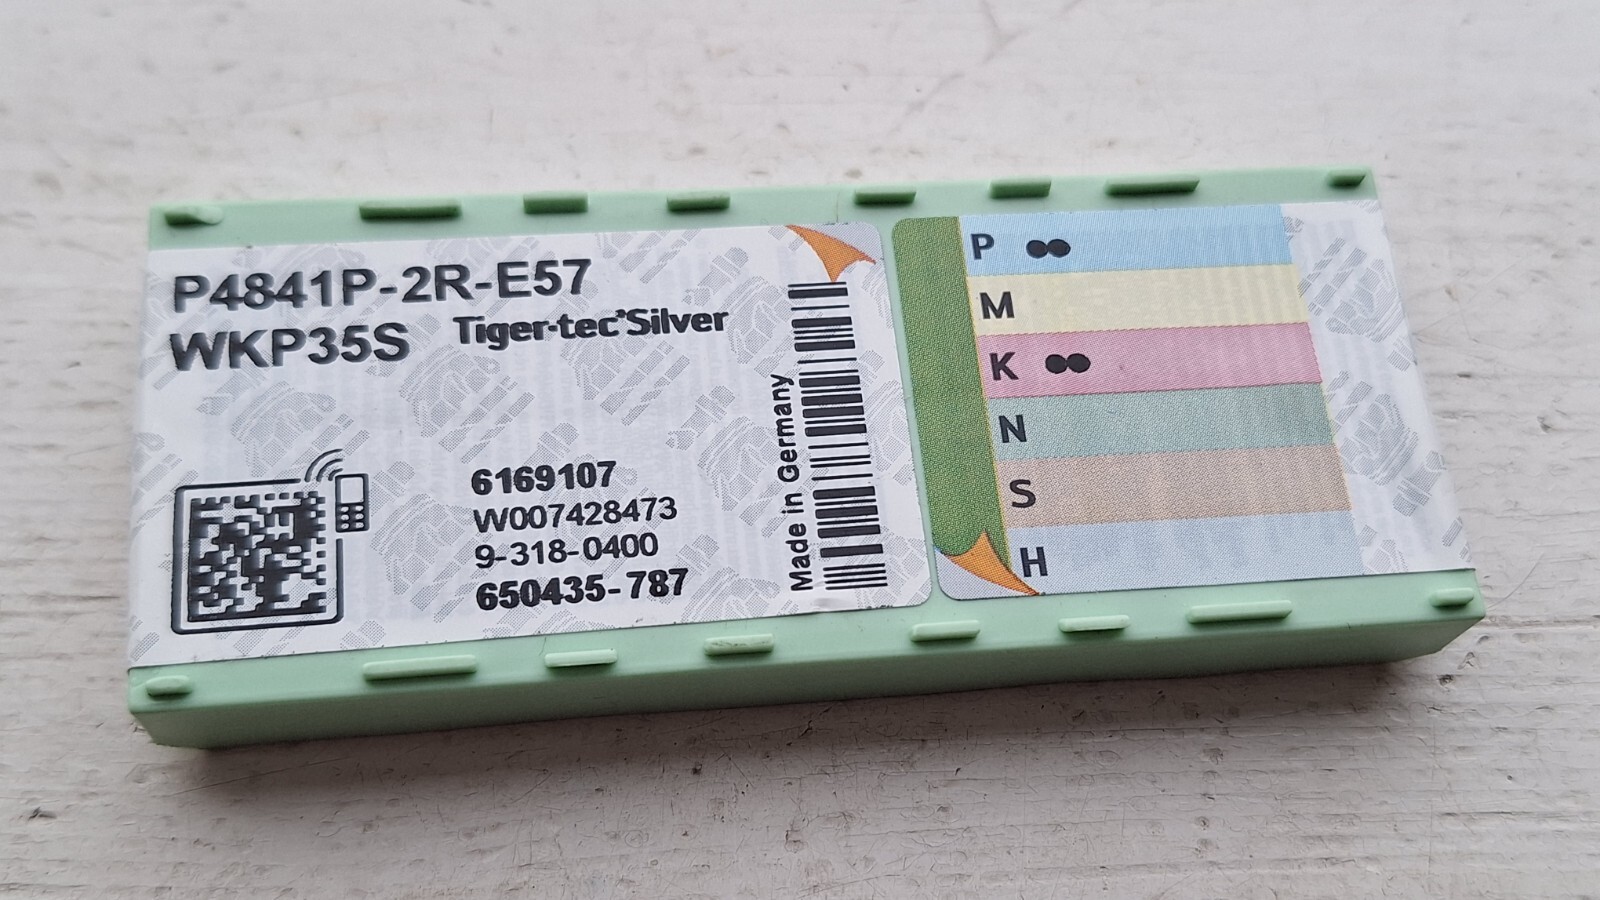 P4841P-2R-E57
WKP35S Tiger·tec®Silver
6169107
W007428473
9-318-0400
650435-787
Made in Germany
P
M
K
N
S
H